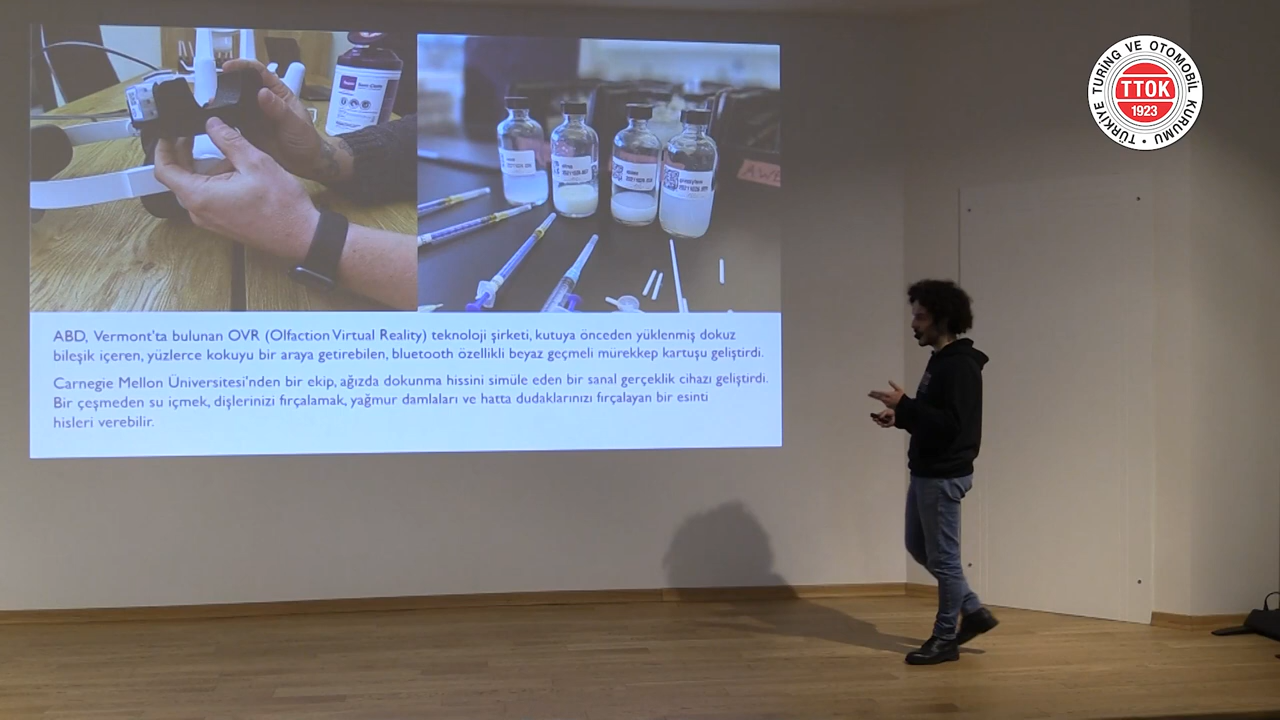 TÜRKİYE TURİNG VE OTOMOBİL KURUMU
TTOK
1923
ABD, Vermont'ta bulunan OVR (Olfaction Virtual Reality) teknoloji şirketi, kutuya önceden yüklenmiş dokuz
bileşik içeren, yüzlerce kokuyu bir araya getirebilen, bluetooth özellikli beyaz geçmeli mürekkep kartuşu geliştirdi.
Carnegie Mellon Üniversitesi'nden bir ekip, ağızda dokunma hissini simüle eden bir sanal gerçeklik cihazı geliştirdi.
Bir çeşmeden su içmek, dişlerinizi fırçalamak, yağmur damlaları ve hatta dudaklarınızı fırçalayan bir esinti
hisleri verebilir.